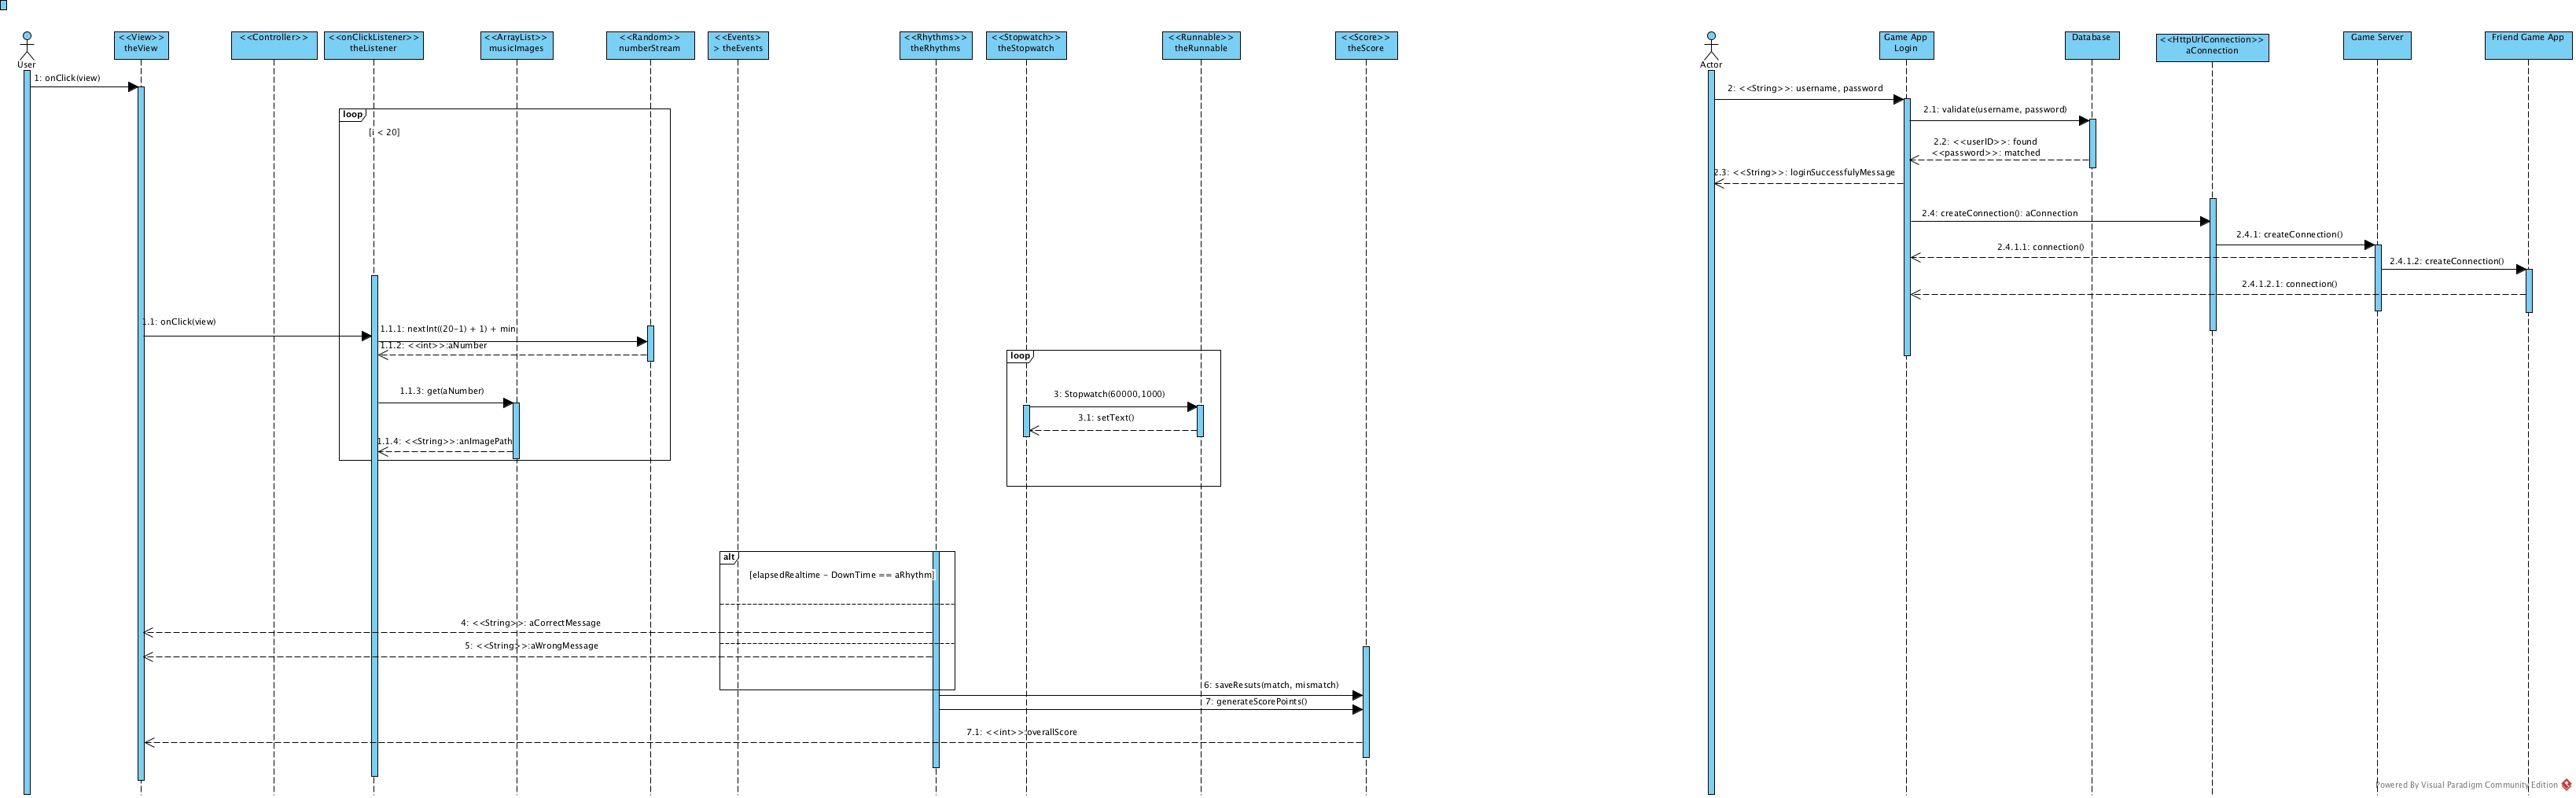 <<View>>
theView
<<Controller>>
<<onClickListener>>
theListener
<<ArrayList>>
musicImages
<<Random>>
numberStream
<<Events>
> theEvents
<<Rhythms>>
theRhythms
<<Stopwatch>>
theStopwatch
<<Runnable>>
theRunnable
<<Score>>
theScore
User
1: onClick(view)
loop
[i < 20]
1.1: onClick(view)
1.1.1: nextInt((20-1) + 1) + min
1.1.2: <<int>>:aNumber
1.1.3: get(aNumber)
1.1.4: <<String>>:anImagePath
loop
3: Stopwatch(60000,1000)
3.1: setText()
alt
[elapsedRealtime - DownTime == aRhythm]
4: <<String>>: aCorrectMessage
5: <<String>>:aWrongMessage
6: saveResuts(match, mismatch)
7: generateScorePoints()
7.1: <<int>>:overallScore
Actor
Game App
Login
Database
<<HttpUrlConnection>>
aConnection
Game Server
Friend Game App
2: <<String>>: username, password
2.1: validate(username, password)
2.2: <<userID>>: found
<<password>>: matched
2.3: <<String>>: loginSuccessfulyMessage
2.4: createConnection(): aConnection
2.4.1: createConnection()
2.4.1.1: connection()
2.4.1.2: createConnection()
2.4.1.2.1: connection()
Powered By Visual Paradigm Community Edition